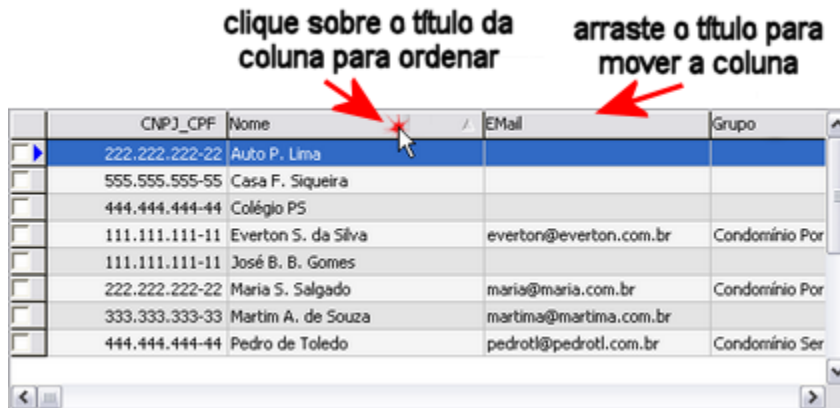 clique sobre o título da
coluna para ordenar
arraste o título para
mover a coluna
CNPJ_CPF Nome EMail Grupo
222.222.222-22 Auto P. Lima
555.555.555-55 Casa F. Siqueira
444.444.444-44 Colégio PS
111.111.111-11 Everton S. da Silva everton@everton.com.br Condomínio Por
111.111.111-11 José B. B. Gomes
222.222.222-22 Maria S. Salgado maria@maria.com.br Condomínio Por
333.333.333-33 Martim A. de Souza martima@martima.com.br
444.444.444-44 Pedro de Toledo pedrotl@pedrotl.com.br Condomínio Ser